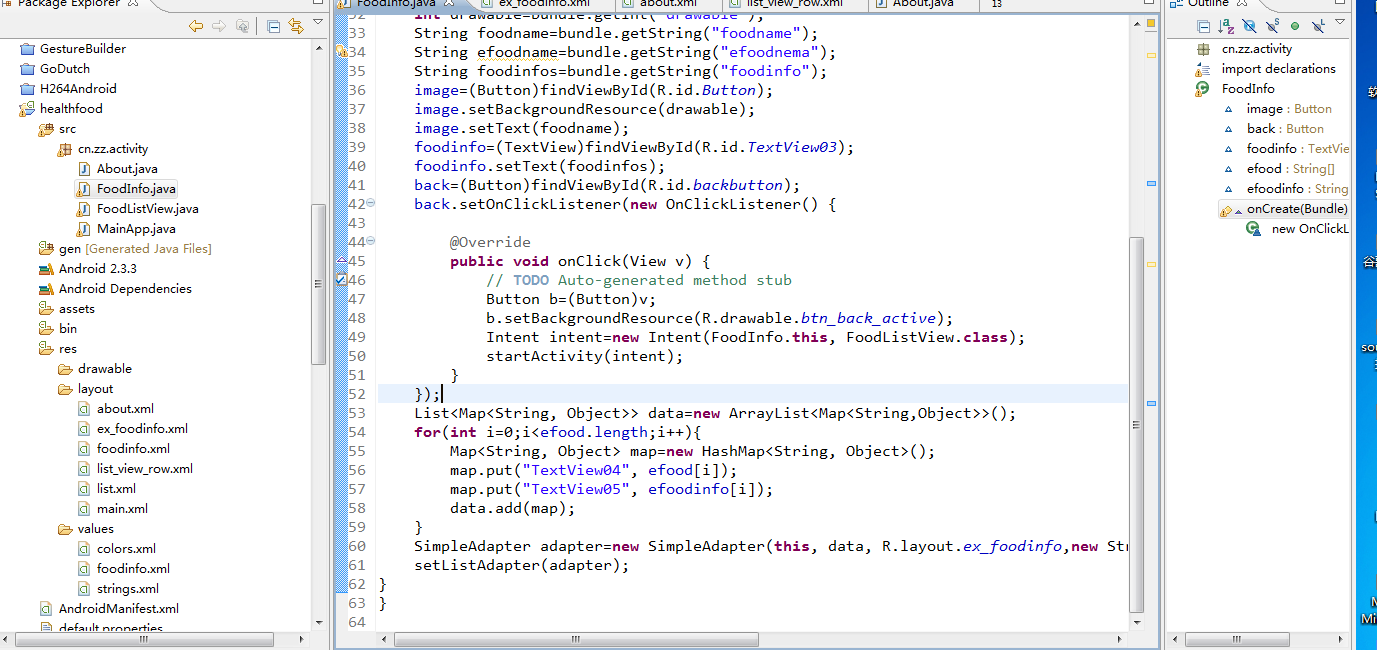 Package Explorer
GestureBuilder
GoDutch
H264Android
healthfood
src
cn.zz.activity
About.java
FoodInfo.java
FoodListView.java
MainApp.java
gen [Generated Java Files]
Android 2.3.3
Android Dependencies
assets
bin
res
drawable
layout
about.xml
ex_foodinfo.xml
foodinfo.xml
list_view_row.xml
list.xml
main.xml
values
colors.xml
foodinfo.xml
strings.xml
AndroidManifest.xml
default.properties
FoodInfo.java ex_foodinfo.xml about.xml list_view_row.xml About.java 13
32 int drawable=bundle.getInt("drawable");
33 String foodname=bundle.getString("foodname");
34 String efoodname=bundle.getString("efoodnema");
35 String foodinfos=bundle.getString("foodinfo");
36 image=(Button)findViewById(R.id.Button);
37 image.setBackgroundResource(drawable);
38 image.setText(foodname);
39 foodinfo=(TextView)findViewById(R.id.TextView03);
40 foodinfo.setText(foodinfos);
41 back=(Button)findViewById(R.id.backbutton);
42 back.setOnClickListener(new OnClickListener() {
43
44 @Override
45 public void onClick(View v) {
46 // TODO Auto-generated method stub
47 Button b=(Button)v;
48 b.setBackgroundResource(R.drawable.btn_back_active);
49 Intent intent=new Intent(FoodInfo.this, FoodListView.class);
50 startActivity(intent);
51 }
52 });
53 List<Map<String, Object>> data=new ArrayList<Map<String,Object>>();
54 for(int i=0;i<efood.length;i++){
55 Map<String, Object> map=new HashMap<String, Object>();
56 map.put("TextView04", efood[i]);
57 map.put("TextView05", efoodinfo[i]);
58 data.add(map);
59 }
60 SimpleAdapter adapter=new SimpleAdapter(this, data, R.layout.ex_foodinfo,new Str
61 setListAdapter(adapter);
62 }
63 }
64
Outline
cn.zz.activity
import declarations
FoodInfo
image : Button
back : Button
foodinfo : TextVie
efood : String[]
efoodinfo : String
onCreate(Bundle)
new OnClickL